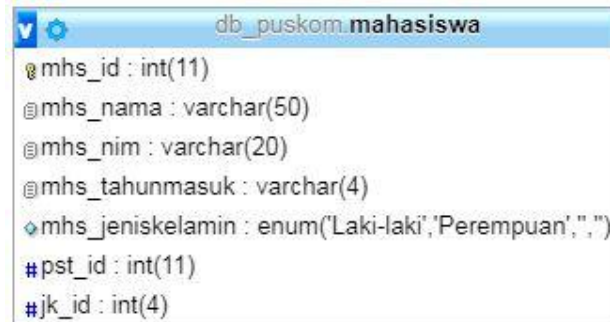 v db_puskom.mahasiswa
mhs_id : int(11)
mhs_nama : varchar(50)
mhs_nim : varchar(20)
mhs_tahunmasuk : varchar(4)
mhs_jeniskelamin : enum('Laki-laki','Perempuan','','')
#pst_id : int(11)
#jk_id : int(4)